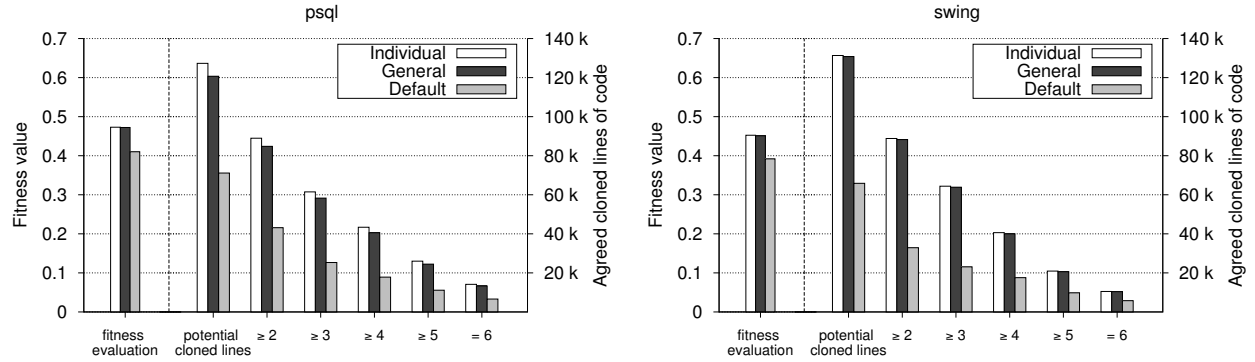 psql
Fitness value
0.7
0.6
0.5
0.4
0.3
0.2
0.1
0
Individual
General
Default
140 k
120 k
100 k
80 k
60 k
40 k
20 k
Agreed cloned lines of code
fitness
evaluation
potential
cloned lines
≥ 2
≥ 3
≥ 4
≥ 5
= 6
swing
Fitness value
0.7
0.6
0.5
0.4
0.3
0.2
0.1
0
Individual
General
Default
140 k
120 k
100 k
80 k
60 k
40 k
20 k
Agreed cloned lines of code
fitness
evaluation
potential
cloned lines
≥ 2
≥ 3
≥ 4
≥ 5
= 6